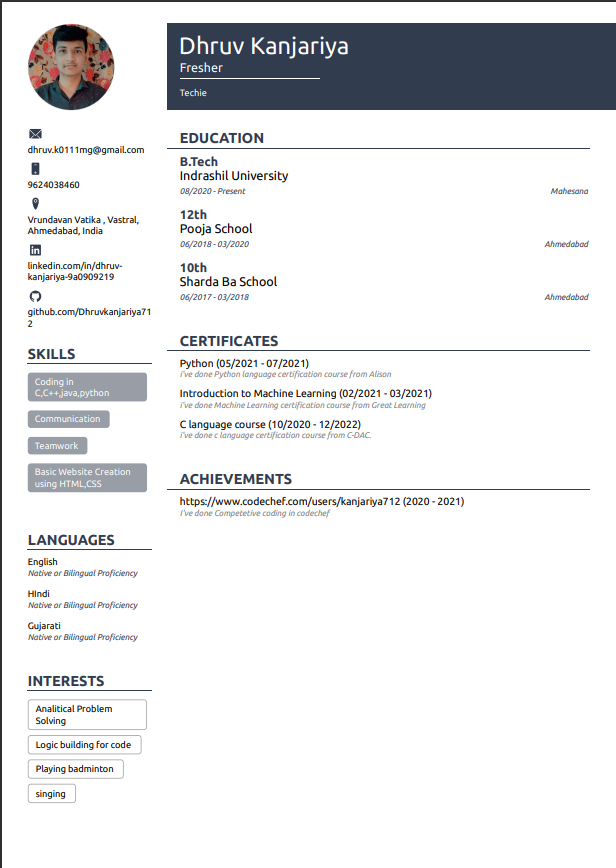 Dhruv Kanjariya
Fresher
Techie
dhruv.k0111mg@gmail.com
9624038460
Vrundavan Vatika , Vastral,
Ahmedabad, India
linkedin.com/in/dhruv-
kanjariya-9a0909219
github.com/Dhruvkanjariya71
2
SKILLS
Coding in
C,C++,java,python
Communication
Teamwork
Basic Website Creation
using HTML,CSS
LANGUAGES
English
Native or Bilingual Proficiency
HIndi
Native or Bilingual Proficiency
Gujarati
Native or Bilingual Proficiency
INTERESTS
Analitical Problem
Solving
Logic building for code
Playing badminton
singing
EDUCATION
B.Tech
Indrashil University
08/2020 - Present
Mahesana
12th
Pooja School
06/2018 - 03/2020
Ahmedabad
10th
Sharda Ba School
06/2017 - 03/2018
Ahmedabad
CERTIFICATES
Python (05/2021 - 07/2021)
i've done Python language certification course from Alison
Introduction to Machine Learning (02/2021 - 03/2021)
i've done Machine Learning certification course from Great Learning
C language course (10/2020 - 12/2022)
i've done c language certification course from C-DAC.
ACHIEVEMENTS
https://www.codechef.com/users/kanjariya712 (2020 - 2021)
I've done Competetive coding in codechef